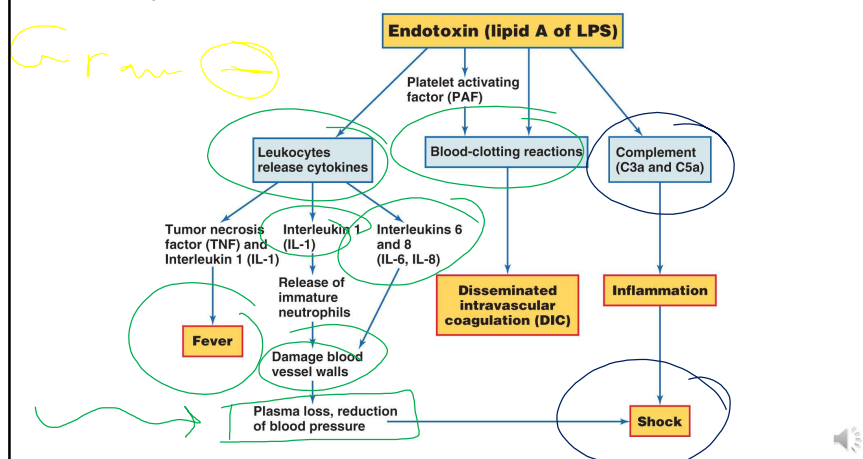 Endotoxin (lipid A of LPS)
Gram -
Platelet activating
factor (PAF)
Leukocytes
release cytokines
Blood-clotting reactions
Complement
(C3a and C5a)
Tumor necrosis
factor (TNF) and
Interleukin 1 (IL-1)
Interleukin 1
(IL-1)
Interleukins 6
and 8
(IL-6, IL-8)
Release of
immature
neutrophils
Disseminated
intravascular
coagulation (DIC)
Inflammation
Fever
Damage blood
vessel walls
Plasma loss, reduction
of blood pressure
Shock